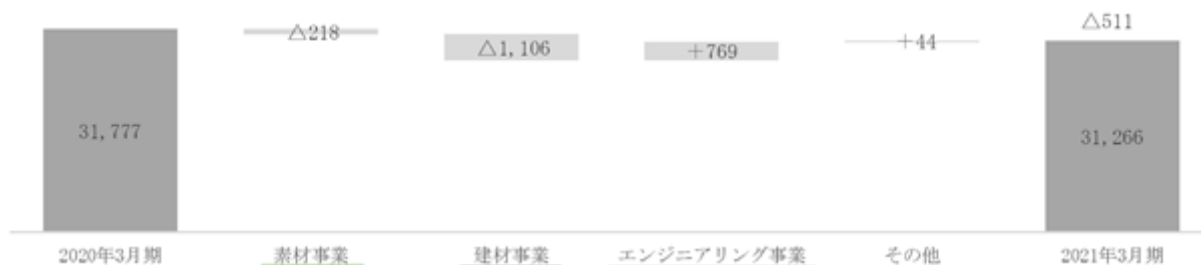 △511
△218
△1,106
+769
+44
31,777
31,266
2020年3月期
素材事業
建材事業
エンジニアリング事業
その他
2021年3月期